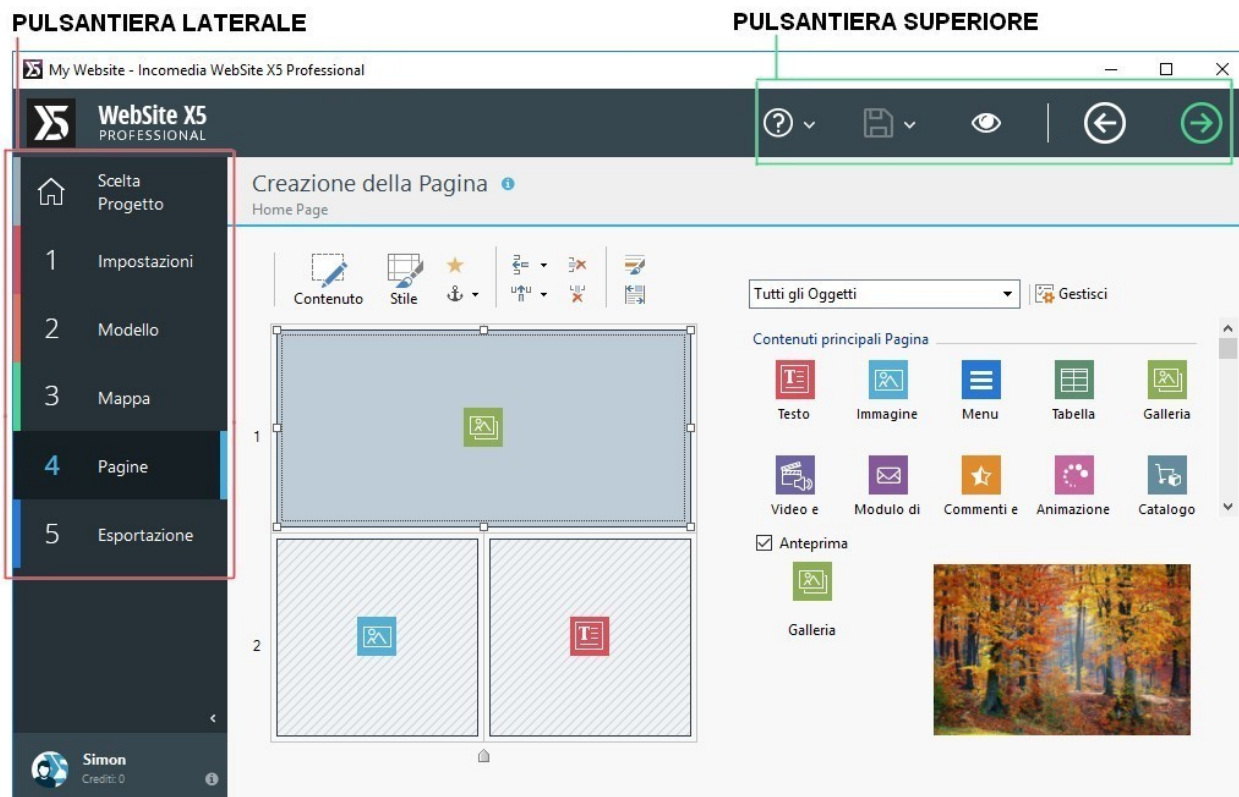 PULSANTIERA LATERALE
PULSANTIERA SUPERIORE
My Website - Incomedia WebSite X5 Professional
WebSite X5
PROFESSIONAL
Scelta
Progetto
1 Impostazioni
2 Modello
3 Mappa
4 Pagine
5 Esportazione
Simon
Crediti: 0
Creazione della Pagina
Home Page
Contenuto
Stile
1
2
Tutti gli Oggetti
Gestisci
Contenuti principali Pagina
Testo
Immagine
Menu
Tabella
Galleria
Video e
Modulo di
Commenti e
Animazione
Catalogo
Anteprima
Galleria